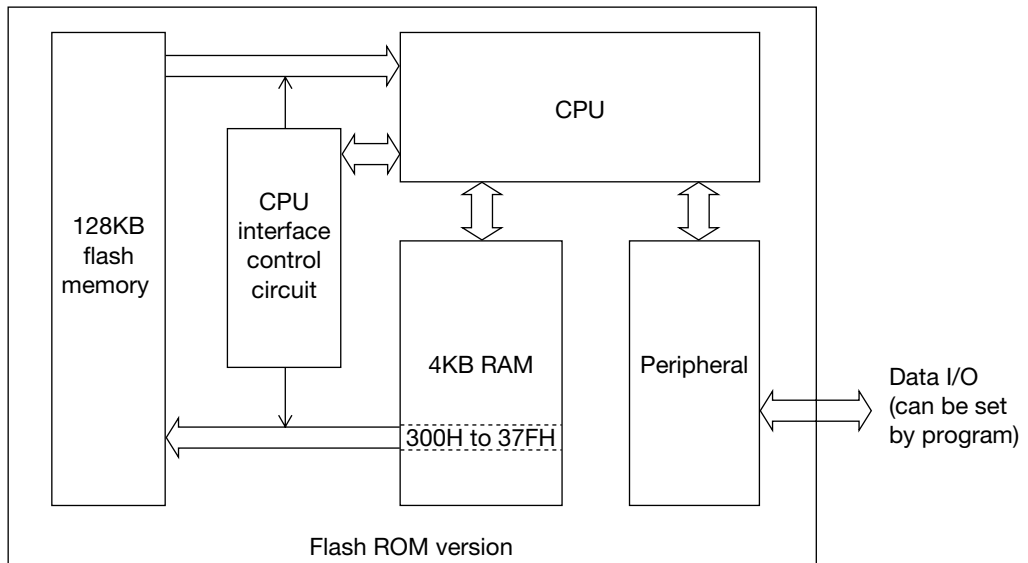 128KB
flash
memory
CPU
interface
control
circuit
CPU
4KB RAM
300H to 37FH
Peripheral
Data I/O
(can be set
by program)
Flash ROM version